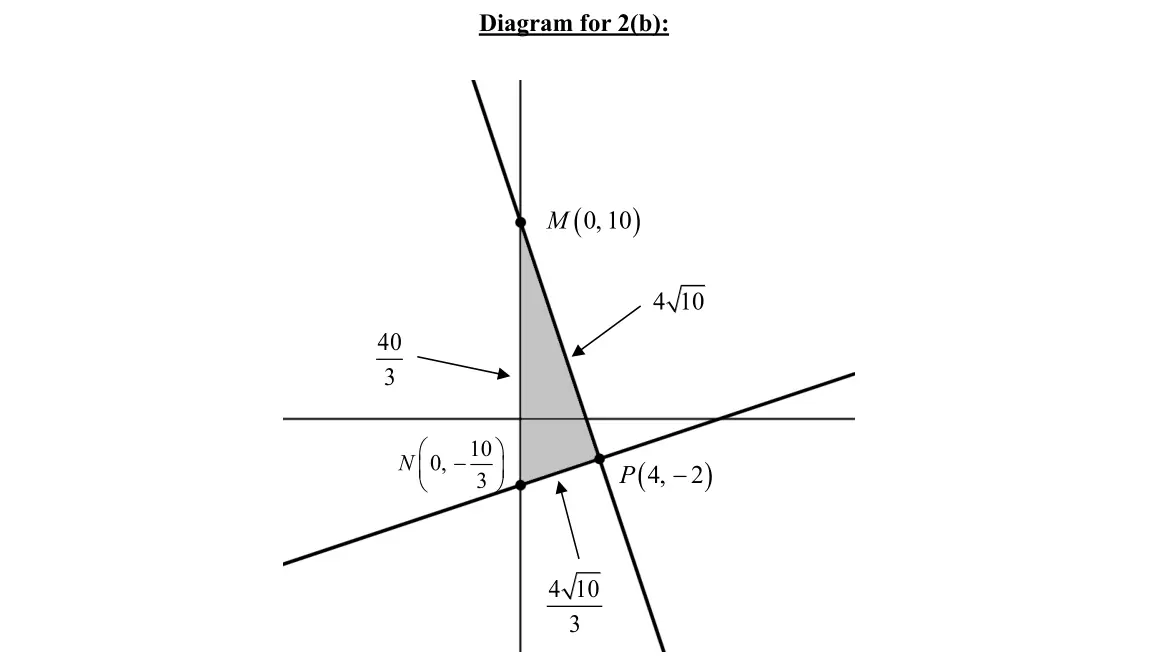 Diagram for 2(b):
M(0, 10)
4√10
40/3
N(0, −10/3)
P(4, −2)
4√10/3